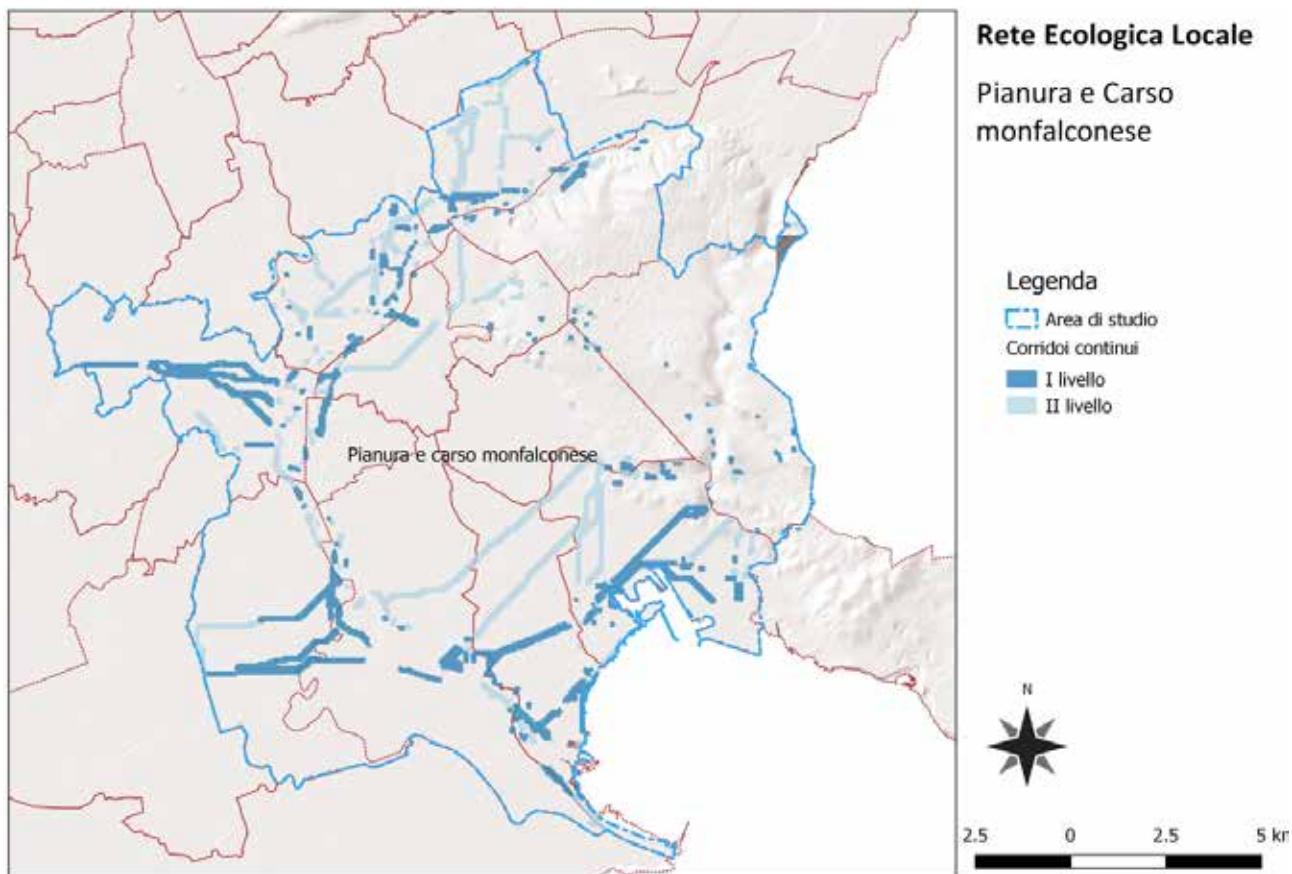 Rete Ecologica Locale
Pianura e Carso
monfalconese
Legenda
Area di studio
Corridoi continui
I livello
II livello
Pianura e carso monfalconese
N
2.5 0 2.5 5 km